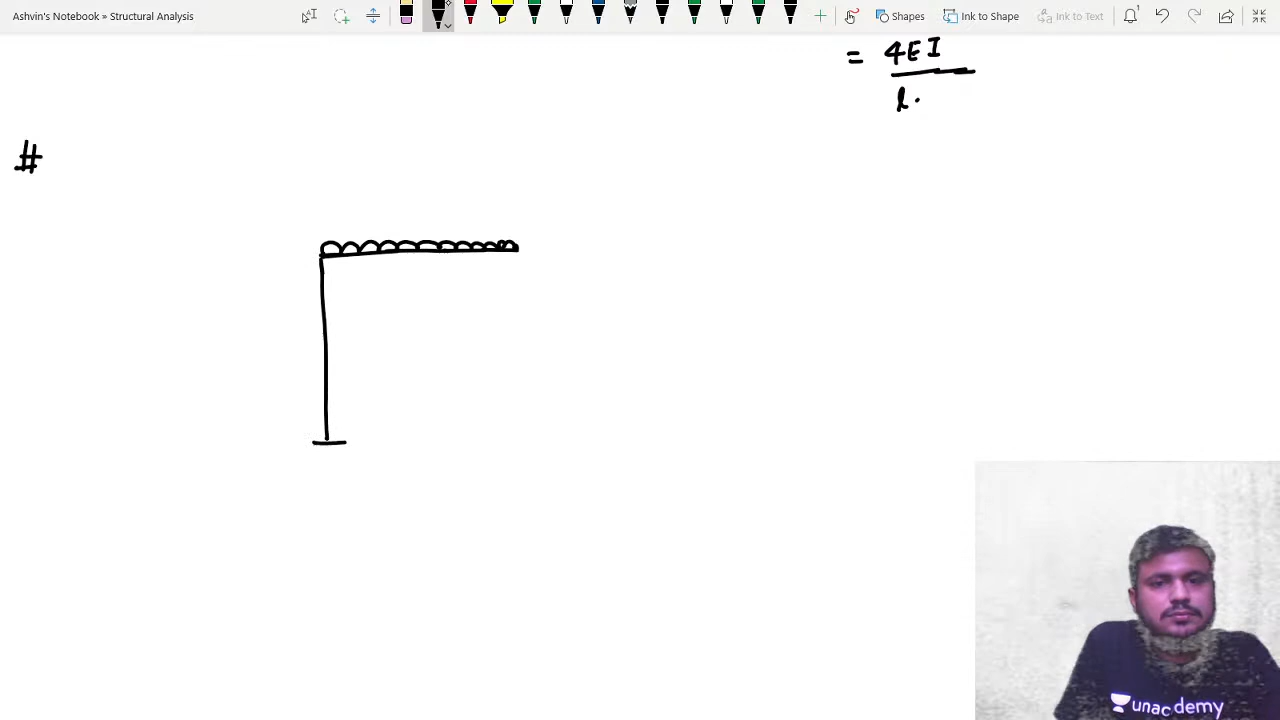 Ashvin's Notebook » Structural Analysis
Shapes
Ink to Shape
Ink to Text
= 4EI
l.
#
unacademy